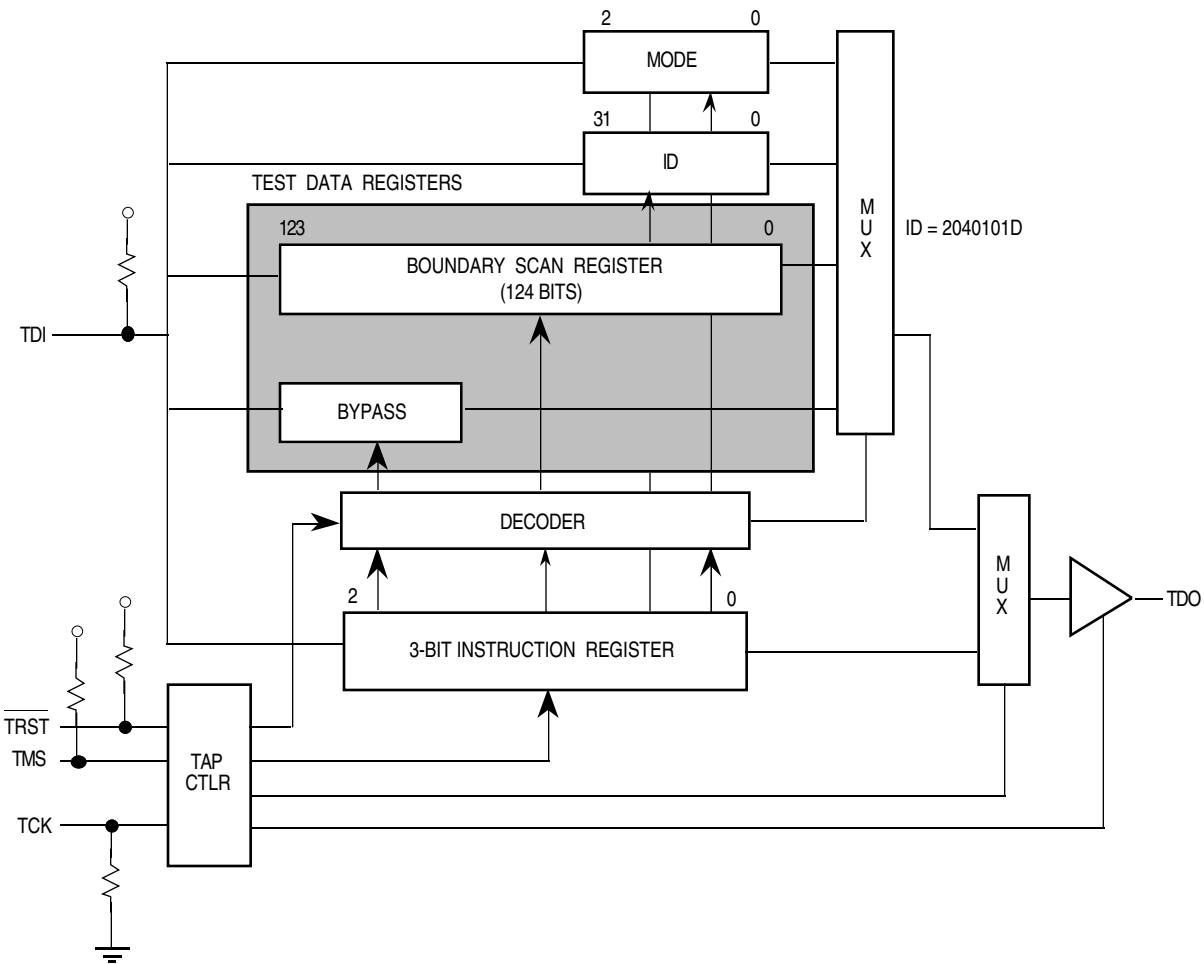 2 0
MODE
31 0
ID
TEST DATA REGISTERS
123 0
BOUNDARY SCAN REGISTER
(124 BITS)
M
U
X
ID = 2040101D
TDI
BYPASS
DECODER
M
U
X
TDO
2 0
3-BIT INSTRUCTION REGISTER
TRST
TMS
TAP
CTLR
TCK